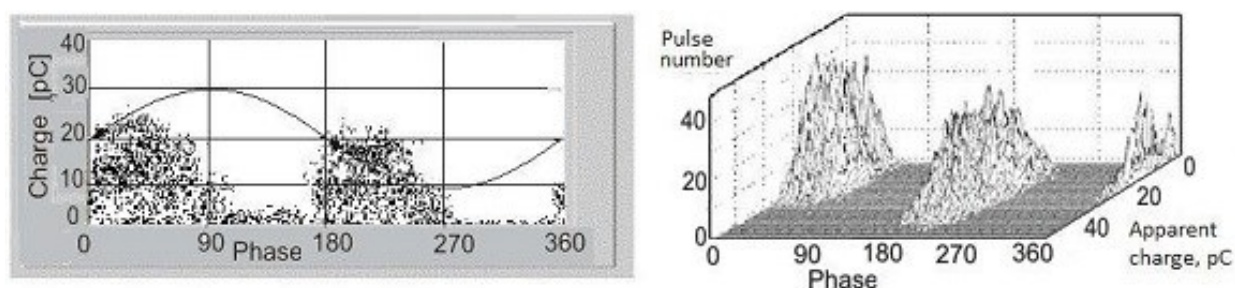 Charge [pC]
40
30
20
10
0
0 90 180 270 360
Phase
Pulse
number
40
20
0
0 90 180 270 360
Phase
40 20 0
Apparent
charge, pC